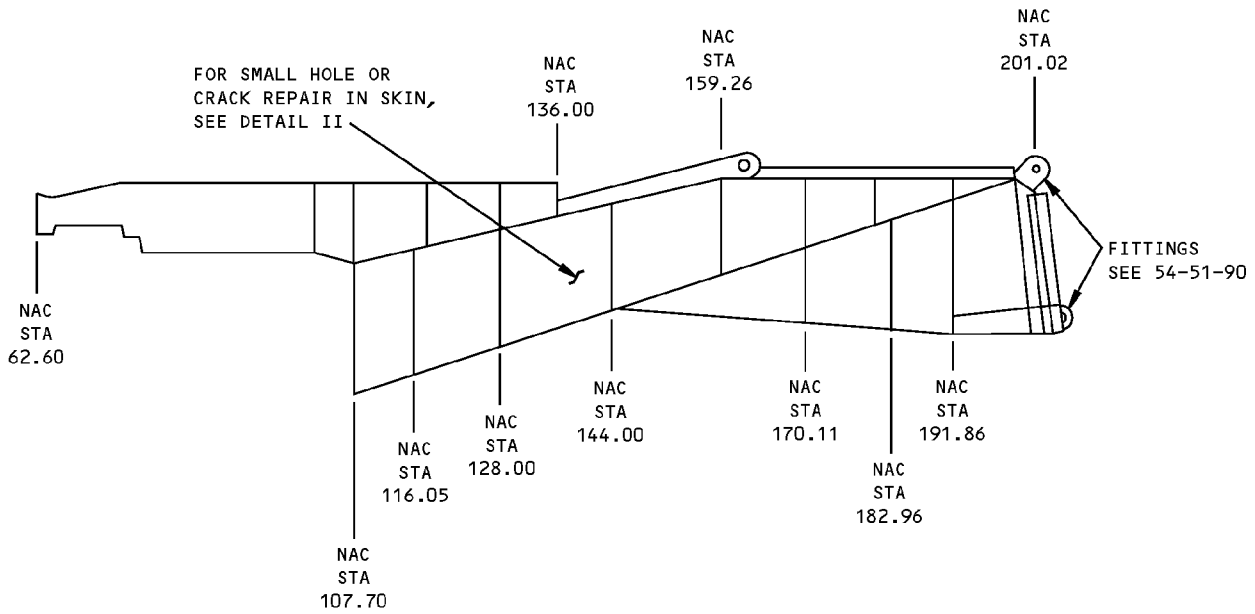 NAC
STA
201.02
NAC
STA
159.26
NAC
STA
136.00
FOR SMALL HOLE OR
CRACK REPAIR IN SKIN,
SEE DETAIL II
FITTINGS
SEE 54-51-90
NAC
STA
62.60
NAC
STA
144.00
NAC
STA
170.11
NAC
STA
191.86
NAC
STA
128.00
NAC
STA
116.05
NAC
STA
182.96
NAC
STA
107.70